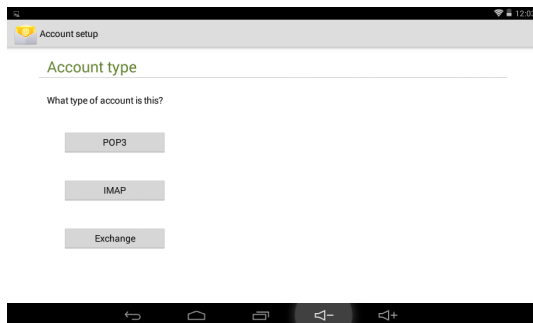 12:03
Account setup
Account type
What type of account is this?
POP3
IMAP
Exchange